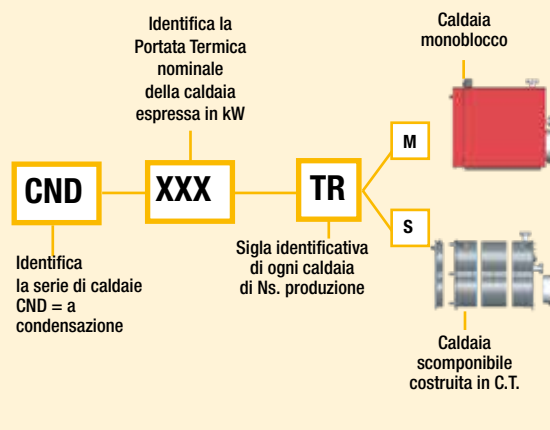 Identifica la
Portata Termica
nominale
della caldaia
espressa in kW
Caldaia
monoblocco
CND
XXX
TR
M
S
Identifica
la serie di caldaie
CND = a
condensazione
Sigla identificativa
di ogni caldaia
di Ns. produzione
Caldaia
scomponibile
costruita in C.T.